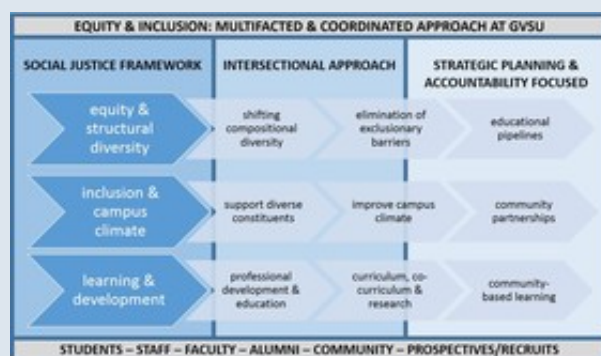 EQUITY & INCLUSION: MULTIFACTED & COORDINATED APPROACH AT GVSU
SOCIAL JUSTICE FRAMEWORK
INTERSECTIONAL APPROACH
STRATEGIC PLANNING &
ACCOUNTABILITY FOCUSED
equity &
structural
diversity
shifting
compositional
diversity
elimination of
exclusionary
barriers
educational
pipelines
inclusion &
campus
climate
support diverse
constituents
improve campus
climate
community
partnerships
learning &
development
professional
development &
education
curriculum, co-
curriculum &
research
community-
based learning
STUDENTS – STAFF – FACULTY – ALUMNI – COMMUNITY – PROSPECTIVES/RECRUITS